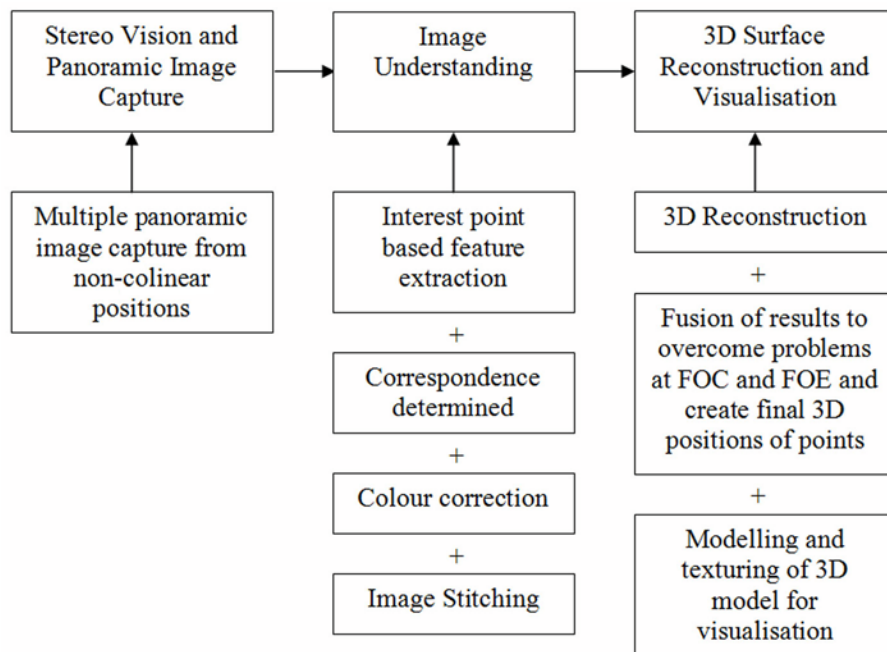 Stereo Vision and
Panoramic Image
Capture
Image
Understanding
3D Surface
Reconstruction and
Visualisation
Multiple panoramic
image capture from
non-colinear
positions
Interest point
based feature
extraction
+
Correspondence
determined
+
Colour correction
+
Image Stitching
3D Reconstruction
+
Fusion of results to
overcome problems
at FOC and FOE and
create final 3D
positions of points
+
Modelling and
texturing of 3D
model for
visualisation